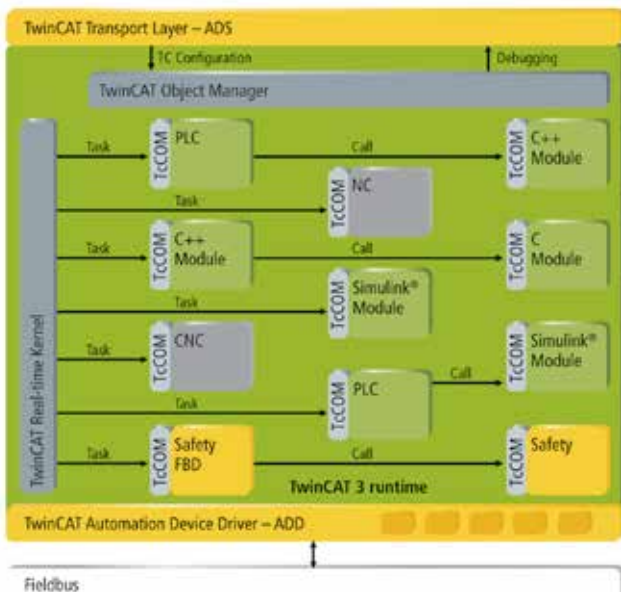 TwinCAT Transport Layer – ADS
TC Configuration
Debugging
TwinCAT Object Manager
TwinCAT Real-time Kernel
Task
TcCOM
PLC
Call
TcCOM
C++
Module
Task
TcCOM
NC
Task
TcCOM
C++
Module
Call
TcCOM
C
Module
Task
TcCOM
Simulink®
Module
Task
TcCOM
CNC
TcCOM
Simulink®
Module
Task
TcCOM
PLC
Call
Task
TcCOM
Safety
FBD
Call
TcCOM
Safety
TwinCAT 3 runtime
TwinCAT Automation Device Driver – ADD
Fieldbus